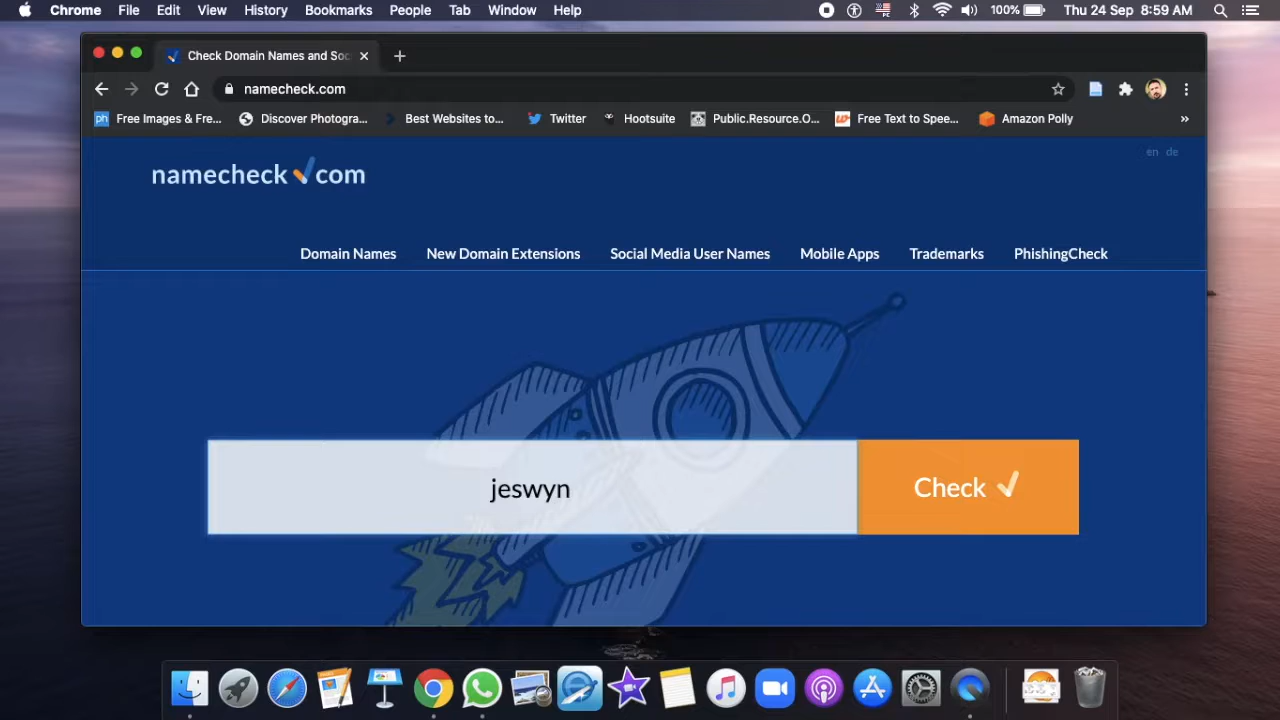 Chrome File Edit View History Bookmarks People Tab Window Help 100% Thu 24 Sep 8:59 AM
Check Domain Names and Soc
namecheck.com
ph Free Images & Fre... Discover Photogra... Best Websites to... Twitter Hootsuite Public.Resource.O... Free Text to Spee... Amazon Polly »
en de
namecheck com
Domain Names New Domain Extensions Social Media User Names Mobile Apps Trademarks PhishingCheck
jeswyn Check